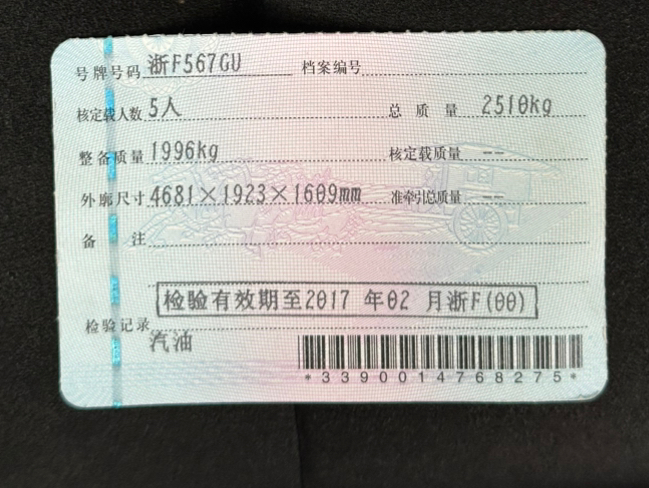 号牌号码 浙F567GU 档案编号
核定载人数 5人 总质量 2510kg
整备质量 1996kg 核定载质量 --
外廓尺寸 4681×1923×1609mm 准牵引总质量 --
备注
检验有效期至2017 年02 月浙F(00)
检验记录
汽油
*3390014768275*